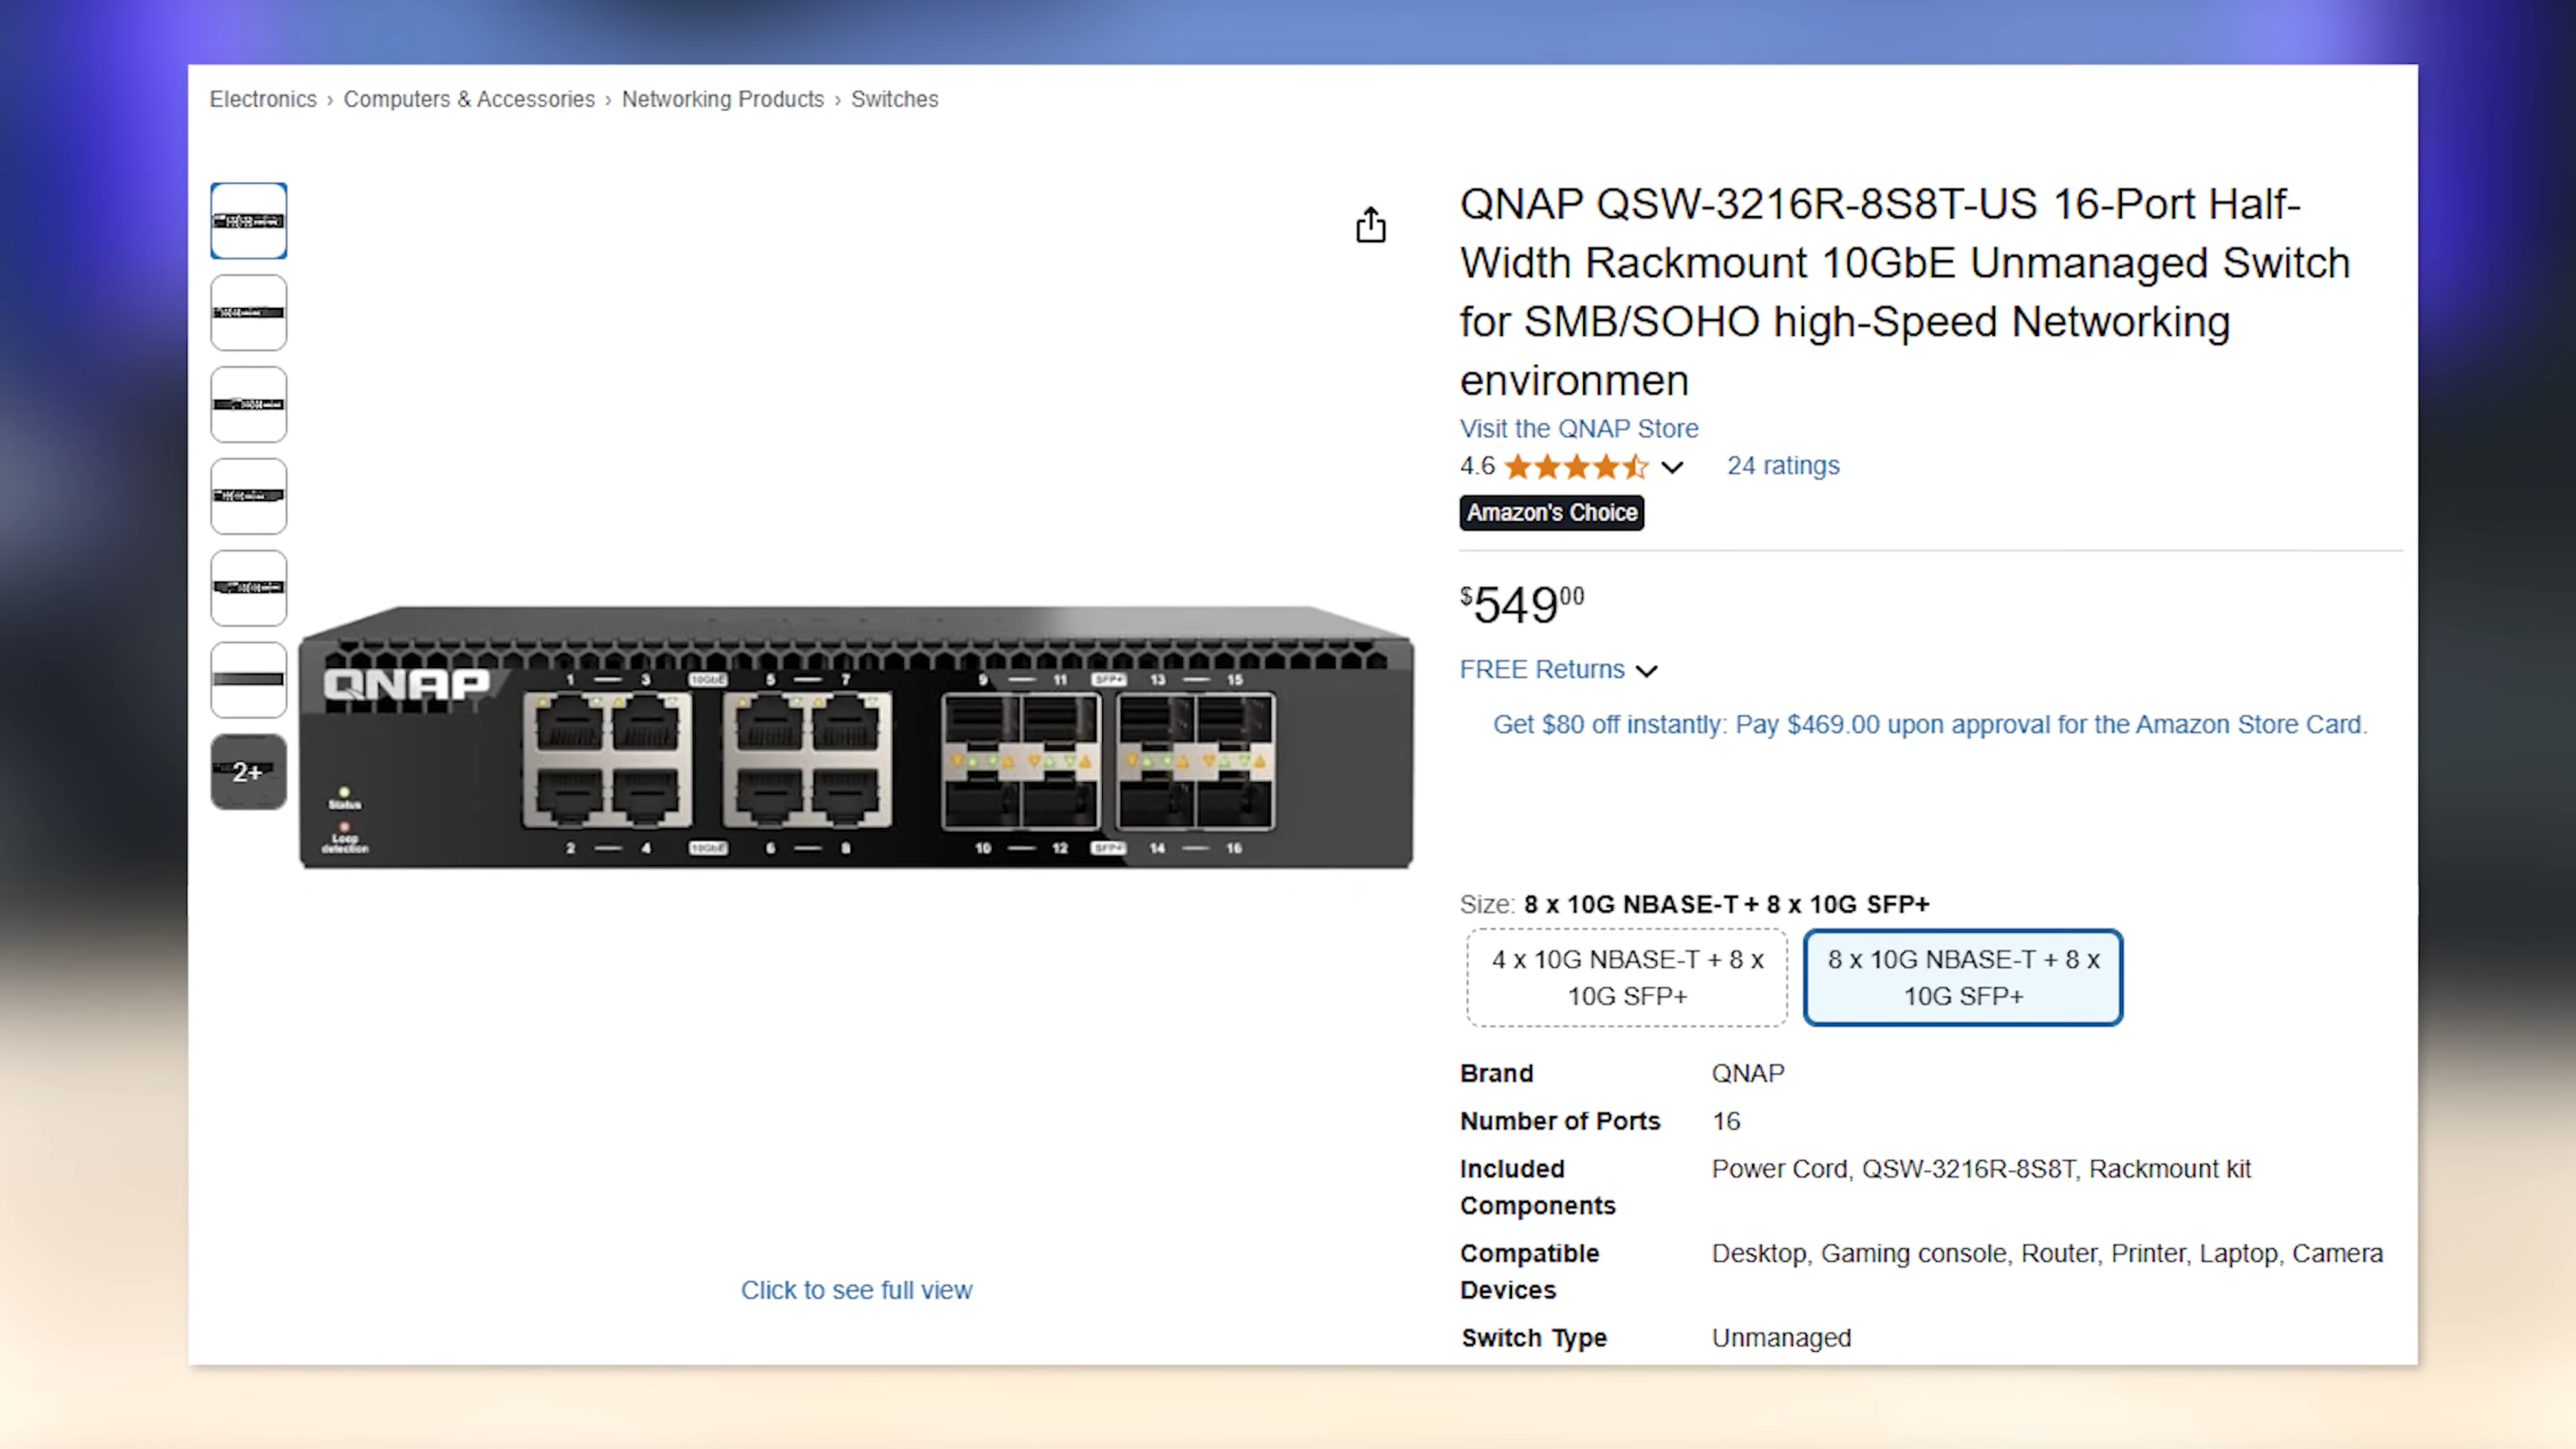 Electronics › Computers & Accessories › Networking Products › Switches
QNAP QSW-3216R-8S8T-US 16-Port Half-
Width Rackmount 10GbE Unmanaged Switch
for SMB/SOHO high-Speed Networking
environmen
Visit the QNAP Store
4.6
24 ratings
Amazon's Choice
$54900
FREE Returns
Get $80 off instantly: Pay $469.00 upon approval for the Amazon Store Card.
2+
QNAP
1 3 10GbE 5 7 9 11 SFP+ 13 15
Status
Loop
detection
2 4 10GbE 6 8 10 12 SFP+ 14 16
Click to see full view
Size: 8 x 10G NBASE-T + 8 x 10G SFP+
4 x 10G NBASE-T + 8 x
10G SFP+
8 x 10G NBASE-T + 8 x
10G SFP+
Brand QNAP
Number of Ports 16
Included Power Cord, QSW-3216R-8S8T, Rackmount kit
Components
Compatible Desktop, Gaming console, Router, Printer, Laptop, Camera
Devices
Switch Type Unmanaged